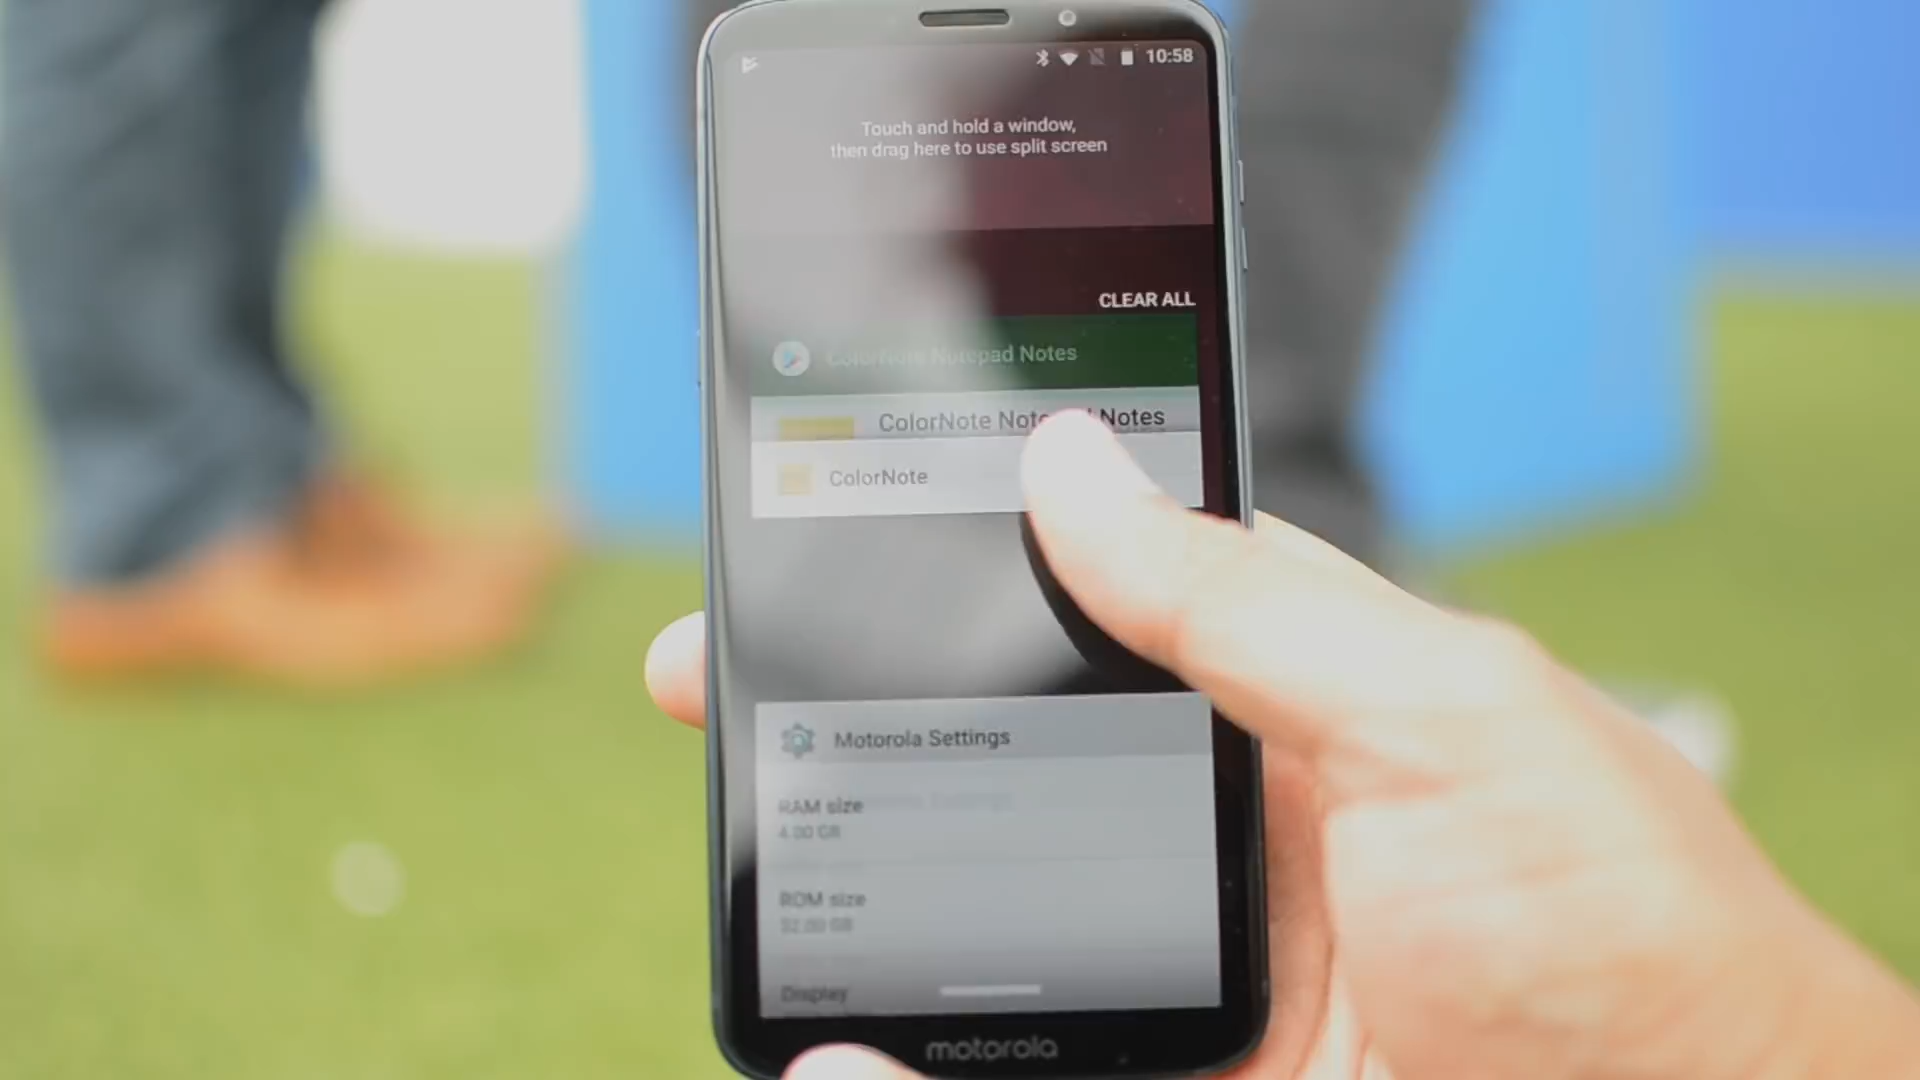 10:58
Touch and hold a window,
then drag here to use split screen
CLEAR ALL
ColorNote Notepad Notes
ColorNote Notes
ColorNote
Motorola Settings
RAM size
4.00 GB
ROM size
32.00 GB
Display
motorola